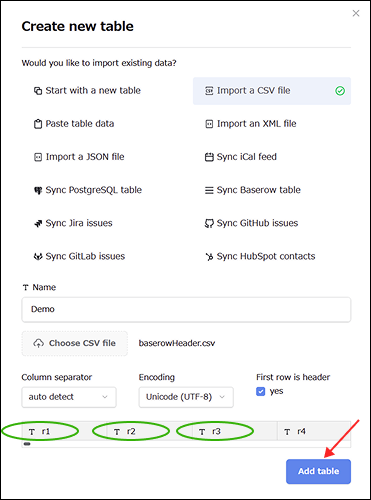 Create new table
Would you like to import existing data?
Start with a new table
Import a CSV file
Paste table data
Import an XML file
Import a JSON file
Sync iCal feed
Sync PostgreSQL table
Sync Baserow table
Sync Jira issues
Sync GitHub issues
Sync GitLab issues
Sync HubSpot contacts
Name
Demo
Choose CSV file
baserowHeader.csv
Column separator
Encoding
First row is header
auto detect
Unicode (UTF-8)
yes
r1
r2
r3
r4
Add table